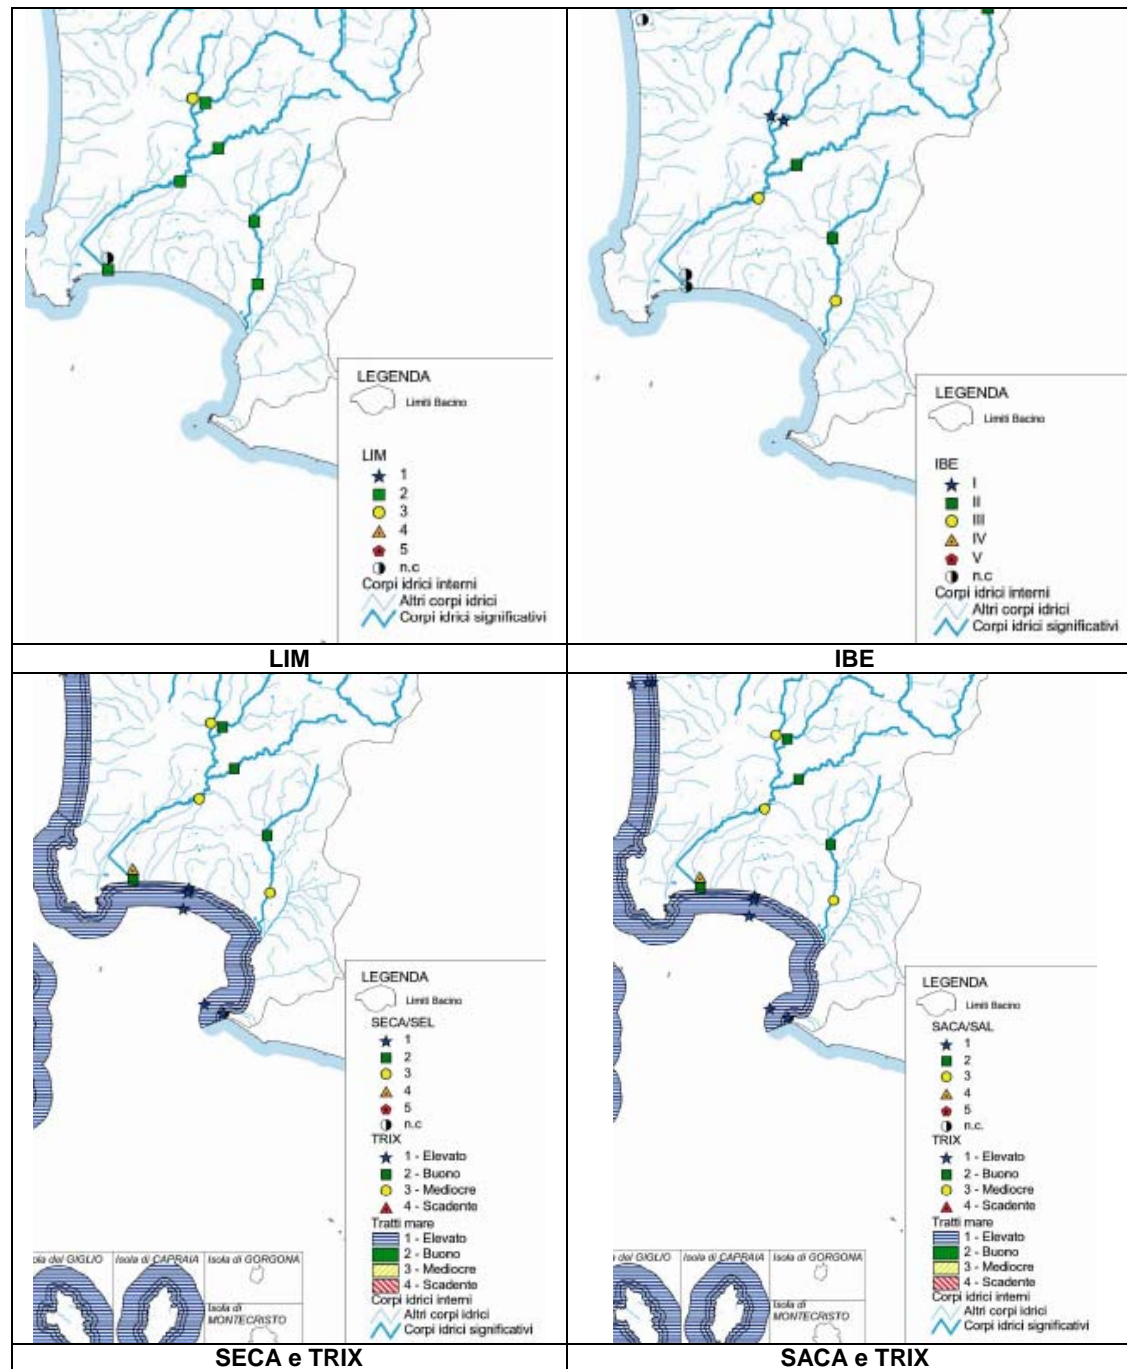 LEGENDA
Limiti Bacino
LIM
1
2
3
4
5
n.c
Corpi idrici interni
Altri corpi idrici
Corpi idrici significativi
LIM
LEGENDA
Limiti Bacino
IBE
I
II
III
IV
V
n.c
Corpi idrici interni
Altri corpi idrici
Corpi idrici significativi
IBE
LEGENDA
Limiti Bacino
SECA/SEL
1
2
3
4
5
n.c
TRIX
1 - Elevato
2 - Buono
3 - Mediocre
4 - Scadente
Tratti mare
1 - Elevato
2 - Buono
3 - Mediocre
4 - Scadente
Corpi idrici interni
Altri corpi idrici
Corpi idrici significativi
ola del GIGLIO
Isola di CAPRAIA
Isola di GORGONA
Isola di
MONTECRISTO
SECA e TRIX
LEGENDA
Limiti Bacino
SACA/SAL
1
2
3
4
5
n.c.
TRIX
1 - Elevato
2 - Buono
3 - Mediocre
4 - Scadente
Tratti mare
1 - Elevato
2 - Buono
3 - Mediocre
4 - Scadente
Corpi idrici interni
Altri corpi idrici
Corpi idrici significativi
del GIGLIO
Isola di CAPRAIA
Isola di GORGONA
Isola di
MONTECRISTO
SACA e TRIX